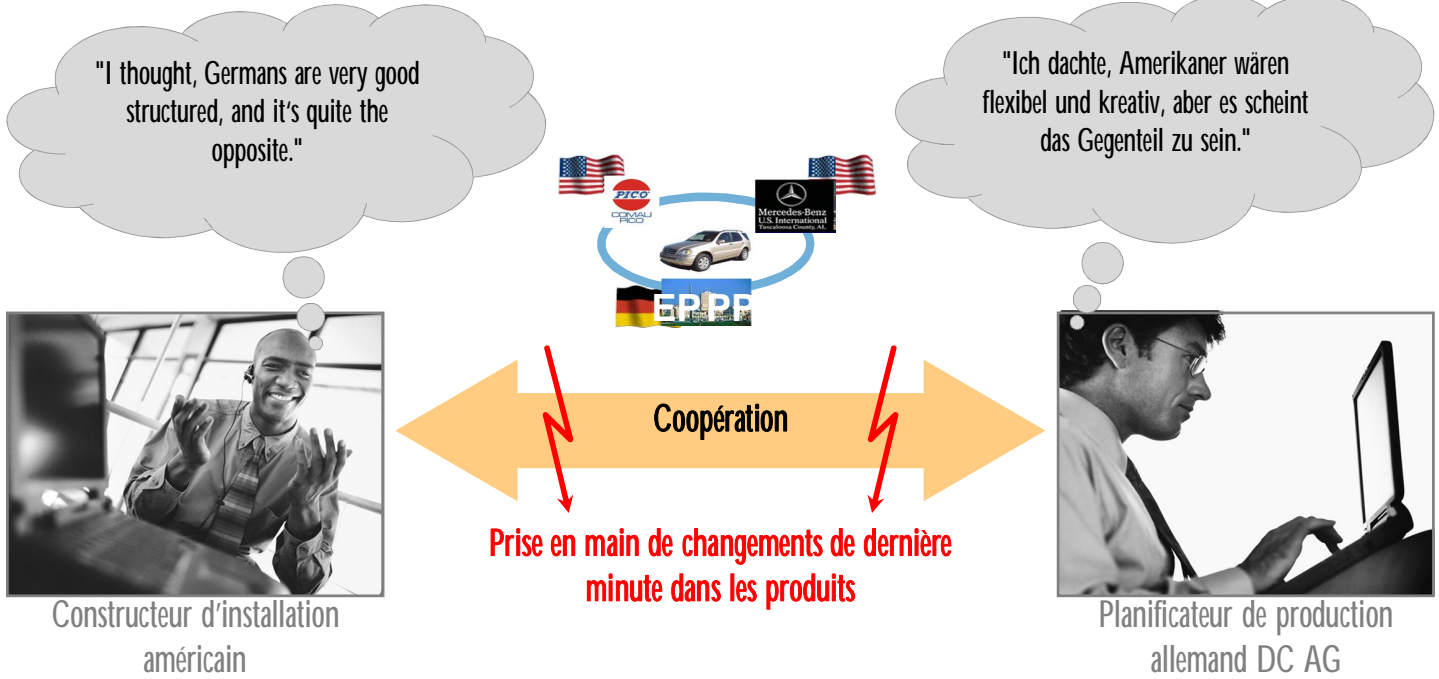 "I thought, Germans are very good
structured, and it's quite the
opposite."
"Ich dachte, Amerikaner wären
flexibel und kreativ, aber es scheint
das Gegenteil zu sein."
PICO
COMAU
PICO
Mercedes-Benz
U.S. International
Tuscaloosa County, AL
EP PP
Coopération
Prise en main de changements de dernière
minute dans les produits
Constructeur d'installation
américain
Planificateur de production
allemand DC AG